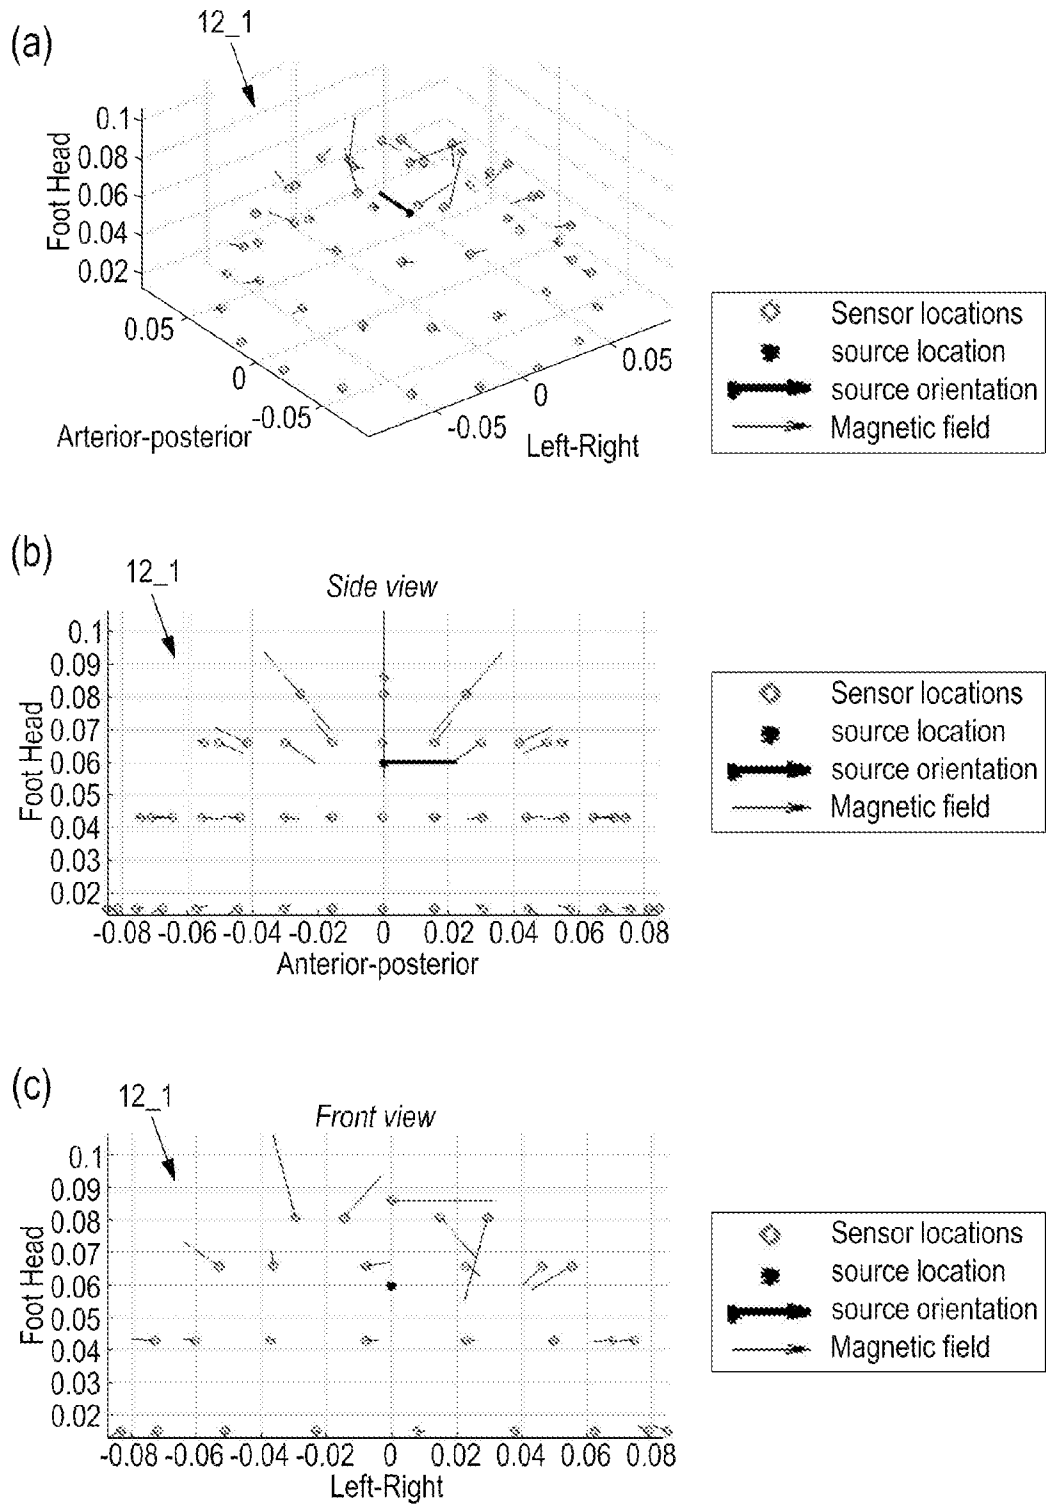 (a)
12_1
0.1
0.08
0.06
0.04
0.02
Foot Head
0.05
0
-0.05
Arterior-posterior
-0.05
0
0.05
Left-Right
Sensor locations
source location
source orientation
Magnetic field
(b)
12_1
Side view
0.1
0.09
0.08
0.07
0.06
0.05
0.04
0.03
0.02
Foot Head
-0.08 -0.06 -0.04 -0.02 0 0.02 0.04 0.06 0.08
Anterior-posterior
Sensor locations
source location
source orientation
Magnetic field
(c)
12_1
Front view
0.1
0.09
0.08
0.07
0.06
0.05
0.04
0.03
0.02
Foot Head
-0.08 -0.06 -0.04 -0.02 0 0.02 0.04 0.06 0.08
Left-Right
Sensor locations
source location
source orientation
Magnetic field